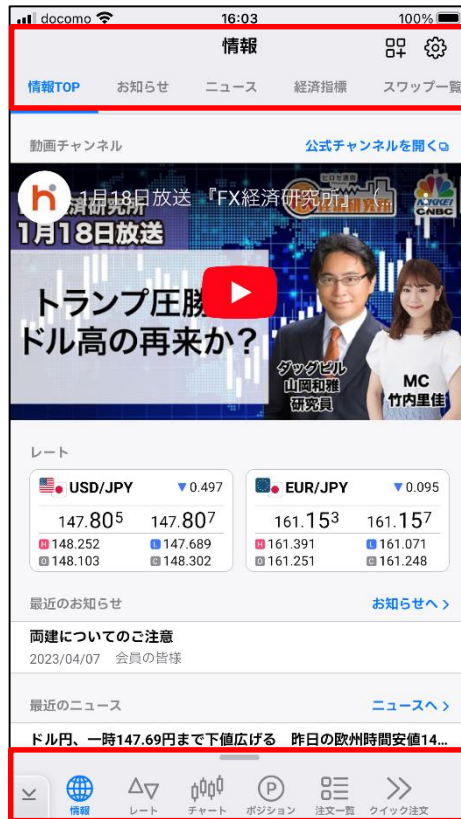 docomo 16:03 100%
情報
情報TOP お知らせ ニュース 経済指標 スワップ一覧
動画チャンネル 公式チャンネルを開く
1月18日放送 『FX経済研究所』
1月18日放送
NIKKEI CNBC
トランプ圧勝
ドル高の再来か?
ダッグビル
山岡和雅
研究員
MC
竹内里佳
レート
USD/JPY ▼0.497
147.805 147.807
H 148.252 L 147.689
O 148.103 C 148.302
EUR/JPY ▼0.095
161.153 161.157
H 161.391 L 161.071
O 161.251 C 161.248
最近のお知らせ お知らせへ >
両建についてのご注意
2023/04/07 会員の皆様
最近のニュース ニュースへ >
ドル円、一時147.69円まで下値広げる 昨日の欧州時間安値14...
情報 レート チャート P ポジション 注文一覧 クイック注文